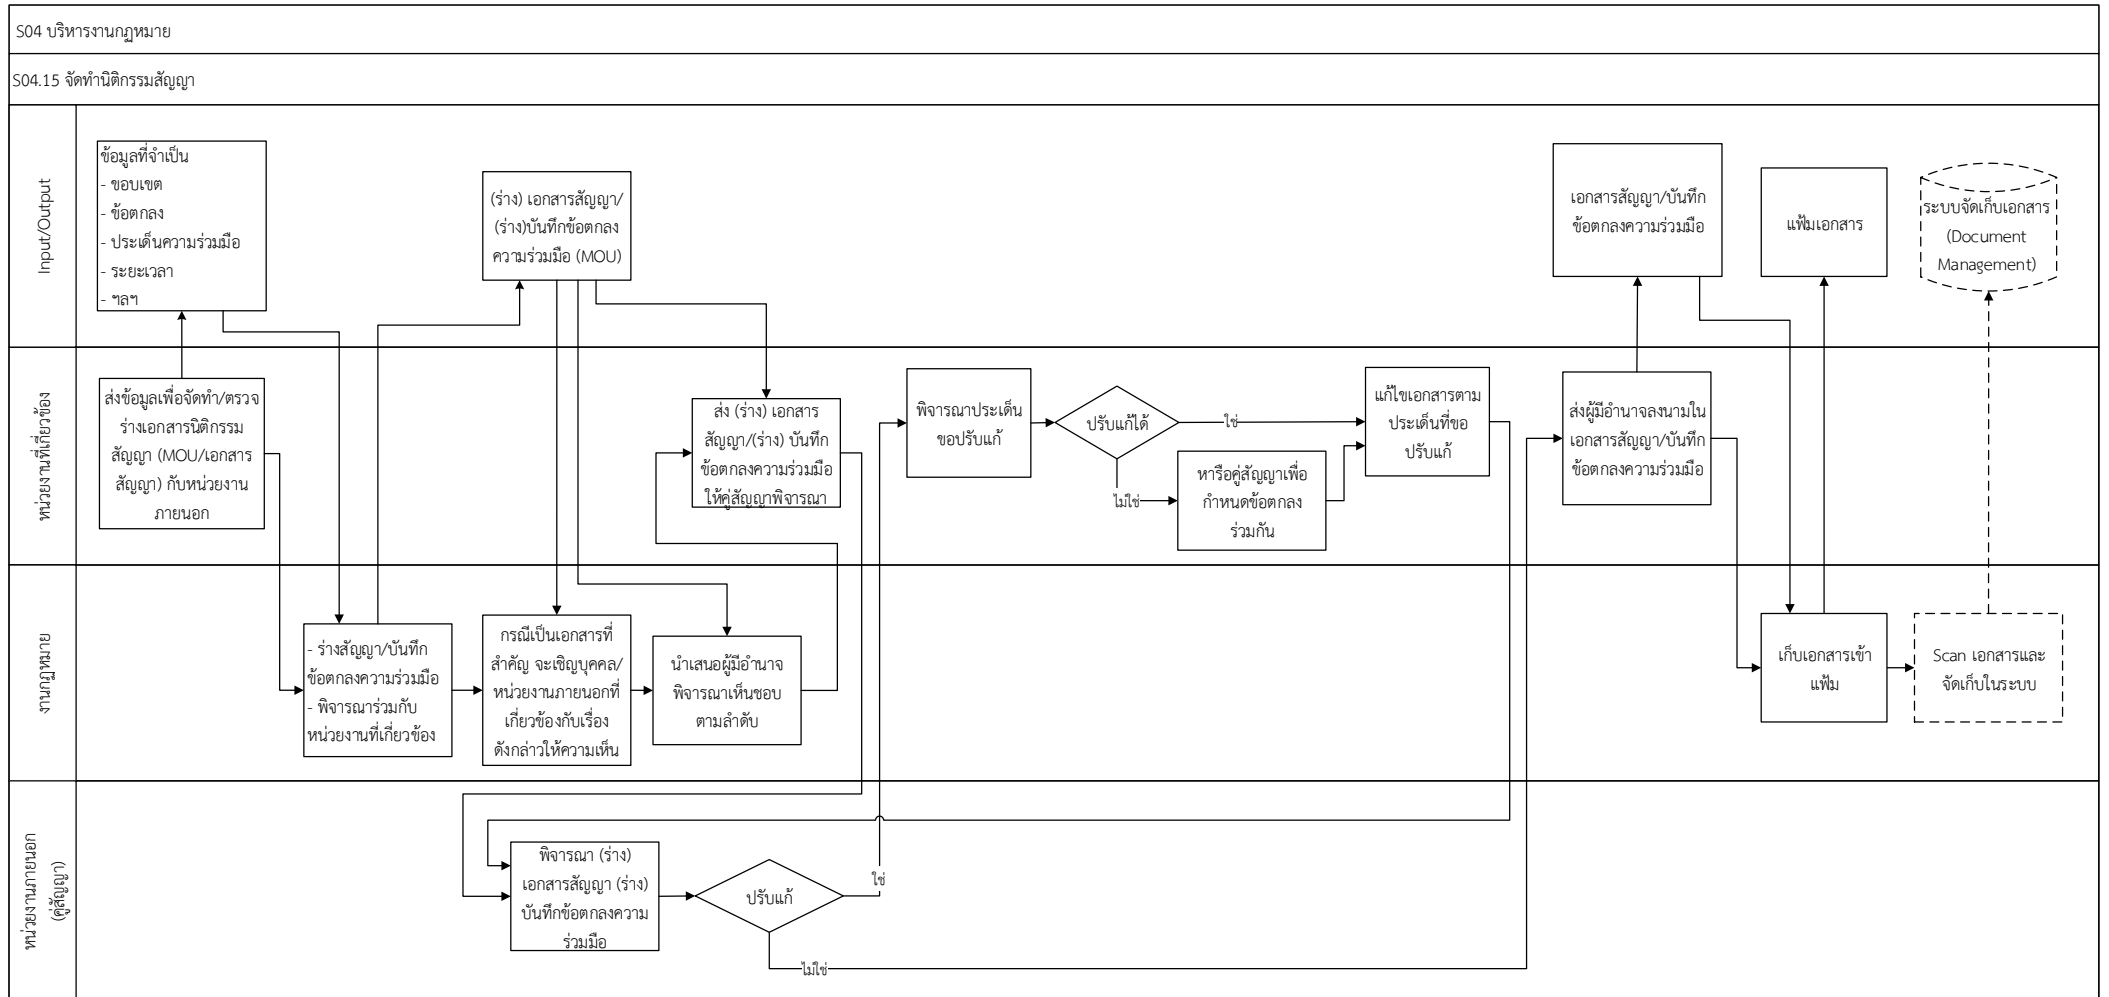 S04 บริหารงานกฏหมาย
S04.15 จัดทำนิติกรรมสัญญา
Input/Output
ข้อมูลที่จำเป็น
- ขอบเขต
- ข้อตกลง
- ประเด็นความร่วมมือ
- ระยะเวลา
- ฯลฯ
(ร่าง) เอกสารสัญญา/
(ร่าง)บันทึกข้อตกลง
ความร่วมมือ (MOU)
เอกสารสัญญา/บันทึก
ข้อตกลงความร่วมมือ
แฟ้มเอกสาร
ระบบจัดเก็บเอกสาร
(Document
Management)
หน่วยงานที่เกี่ยวข้อง
ส่งข้อมูลเพื่อจัดทำ/ตรวจ
ร่างเอกสารนิติกรรม
สัญญา (MOU/เอกสาร
สัญญา) กับหน่วยงาน
ภายนอก
ส่ง (ร่าง) เอกสาร
สัญญา/(ร่าง) บันทึก
ข้อตกลงความร่วมมือ
ให้คู่สัญญาพิจารณา
พิจารณาประเด็น
ขอปรับแก้
ปรับแก้ได้
ใช่
ไม่ใช่
หารือคู่สัญญาเพื่อ
กำหนดข้อตกลง
ร่วมกัน
แก้ไขเอกสารตาม
ประเด็นที่ขอ
ปรับแก้
ส่งผู้มีอำนาจลงนามใน
เอกสารสัญญา/บันทึก
ข้อตกลงความร่วมมือ
งานกฏหมาย
- ร่างสัญญา/บันทึก
ข้อตกลงความร่วมมือ
- พิจารณาร่วมกับ
หน่วยงานที่เกี่ยวข้อง
กรณีเป็นเอกสารที่
สำคัญ จะเชิญบุคคล/
หน่วยงานภายนอกที่
เกี่ยวข้องกับเรื่อง
ดังกล่าวให้ความเห็น
นำเสนอผู้มีอำนาจ
พิจารณาเห็นชอบ
ตามลำดับ
เก็บเอกสารเข้า
แฟ้ม
Scan เอกสารและ
จัดเก็บในระบบ
หน่วยงานภายนอก
(คู่สัญญา)
พิจารณา (ร่าง)
เอกสารสัญญา (ร่าง)
บันทึกข้อตกลงความ
ร่วมมือ
ปรับแก้
ใช่
ไม่ใช่